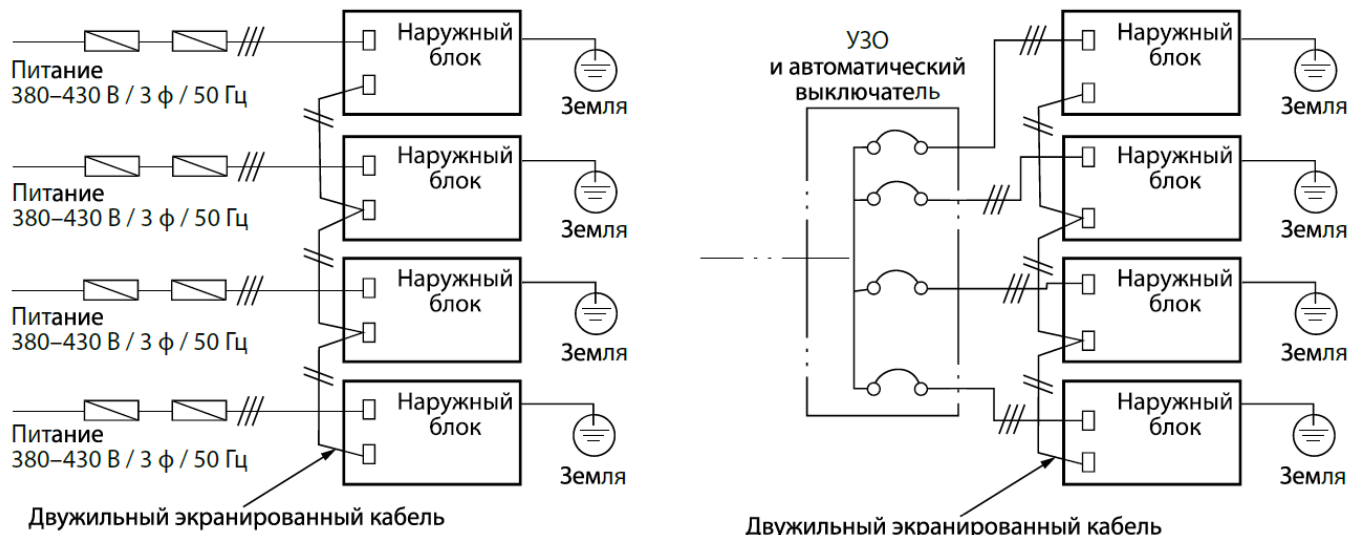 Наружный
блок
Питание
380–430 В / 3 ф / 50 Гц
Земля
Наружный
блок
Питание
380–430 В / 3 ф / 50 Гц
Земля
Наружный
блок
Питание
380–430 В / 3 ф / 50 Гц
Земля
Наружный
блок
Питание
380–430 В / 3 ф / 50 Гц
Земля
Двужильный экранированный кабель
УЗО
и автоматический
выключатель
Наружный
блок
Земля
Наружный
блок
Земля
Наружный
блок
Земля
Наружный
блок
Земля
Двужильный экранированный кабель